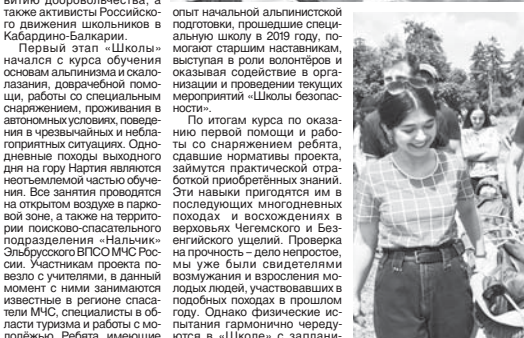 витию добровольчества, а
также активисты Российско-
го движения школьников в
Кабардино-Балкарии.
Первый этап «Школы»
начался с курса обучения
основам альпинизма и скало-
лазания, доврачебной помо-
щи, работы со специальным
снаряжением, проживания в
автономных условиях, поведе-
ния в чрезвычайных и небла-
гоприятных ситуациях. Одно-
дневные походы выходного
дня на гору Нартия являются
неотъемлемой частью обуче-
ния. Все занятия проводятся
на открытом воздухе в парко-
вой зоне, а также на террито-
рии поисково-спасательного
подразделения «Нальчик»
Эльбрусского ВПСО МЧС Рос-
сии. Участникам проекта по-
везло с учителями, в данный
момент с ними занимаются
известные в регионе спаса-
тели МЧС, специалисты в об-
ласти туризма и работы с мо-
лодёжью. Ребята, имеющие
опыт начальной альпинистской
подготовки, прошедшие специ-
альную школу в 2019 году, по-
могают старшим наставникам,
выступая в роли волонтёров и
оказывая содействие в орга-
низации и проведении текущих
мероприятий «Школы безопас-
ности».
По итогам курса по оказа-
нию первой помощи и рабо-
ты со снаряжением ребята,
сдавшие нормативы проекта,
займутся практической отра-
боткой приобретённых знаний.
Эти навыки пригодятся им в
последующих многодневных
походах и восхождениях в
верховьях Чегемского и Без-
енгийского ущелий. Проверка
на прочность – дело непростое,
мы уже были свидетелями
возмужания и взросления мо-
лодых людей, участвовавших в
подобных походах в прошлом
году. Однако физические ис-
пытания гармонично череду-
ются в «Школе» с заплани-